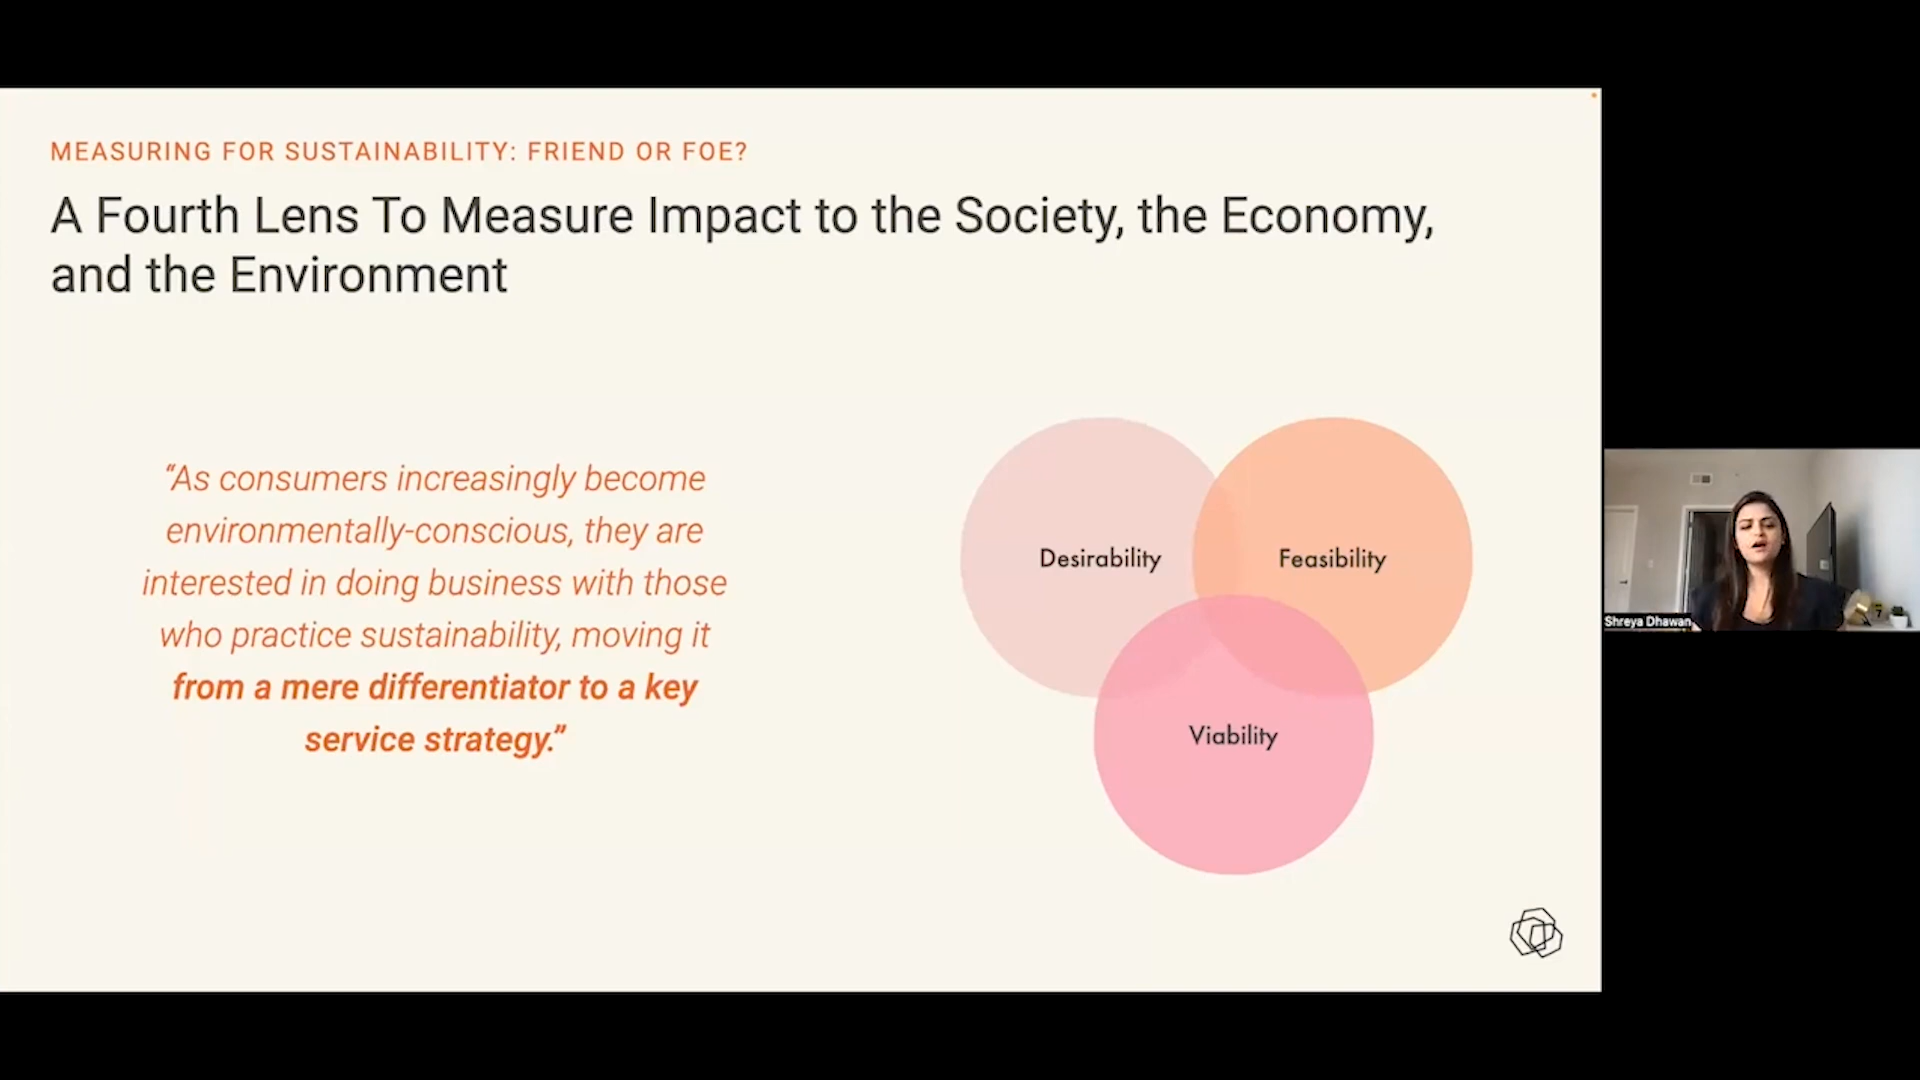 MEASURING FOR SUSTAINABILITY: FRIEND OR FOE?
A Fourth Lens To Measure Impact to the Society, the Economy,
and the Environment
“As consumers increasingly become
environmentally-conscious, they are
interested in doing business with those
who practice sustainability, moving it
from a mere differentiator to a key
service strategy.”
Desirability
Feasibility
Viability
Shreya Dhawan